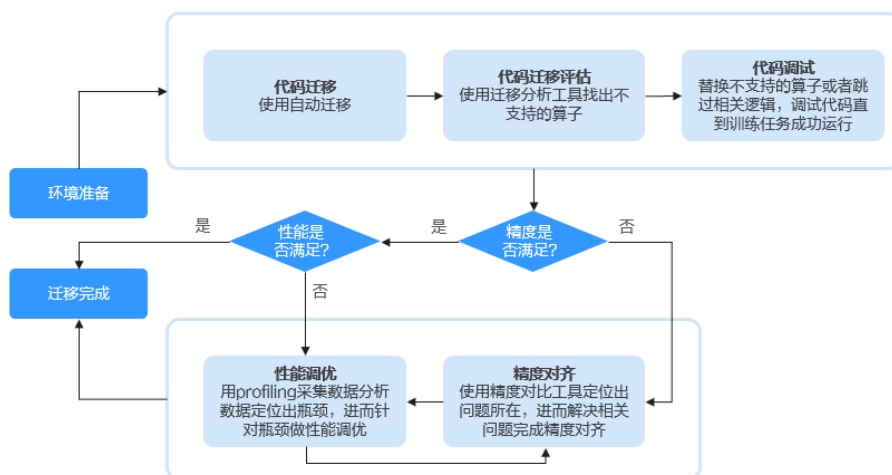 代码迁移
使用自动迁移
代码迁移评估
使用迁移分析工具找出不
支持的算子
代码调试
替换不支持的算子或者跳
过相关逻辑，调试代码直
到训练任务成功运行
环境准备
是
性能是
否满足?
是
精度是
否满足?
否
迁移完成
否
性能调优
用profiling采集数据分析
数据定位出瓶颈，进而针
对瓶颈做性能调优
精度对齐
使用精度对比工具定位出
问题所在，进而解决相关
问题完成精度对齐